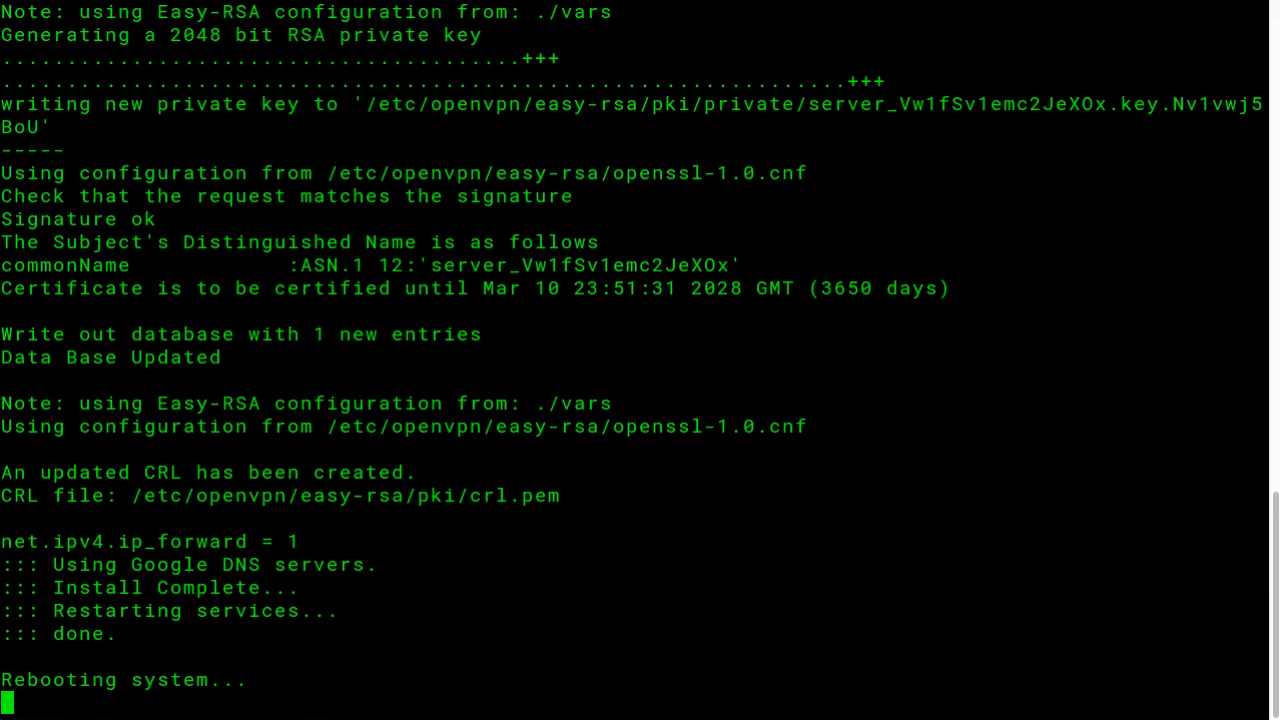 Note: using Easy-RSA configuration from: ./vars
Generating a 2048 bit RSA private key
........................................+++
.................................................................+++
writing new private key to '/etc/openvpn/easy-rsa/pki/private/server_Vw1fSv1emc2JeXOx.key.Nv1vwj5
BoU'
-----
Using configuration from /etc/openvpn/easy-rsa/openssl-1.0.cnf
Check that the request matches the signature
Signature ok
The Subject's Distinguished Name is as follows
commonName            :ASN.1 12:'server_Vw1fSv1emc2JeXOx'
Certificate is to be certified until Mar 10 23:51:31 2028 GMT (3650 days)

Write out database with 1 new entries
Data Base Updated

Note: using Easy-RSA configuration from: ./vars
Using configuration from /etc/openvpn/easy-rsa/openssl-1.0.cnf

An updated CRL has been created.
CRL file: /etc/openvpn/easy-rsa/pki/crl.pem

net.ipv4.ip_forward = 1
::: Using Google DNS servers.
::: Install Complete...
::: Restarting services...
::: done.

Rebooting system...